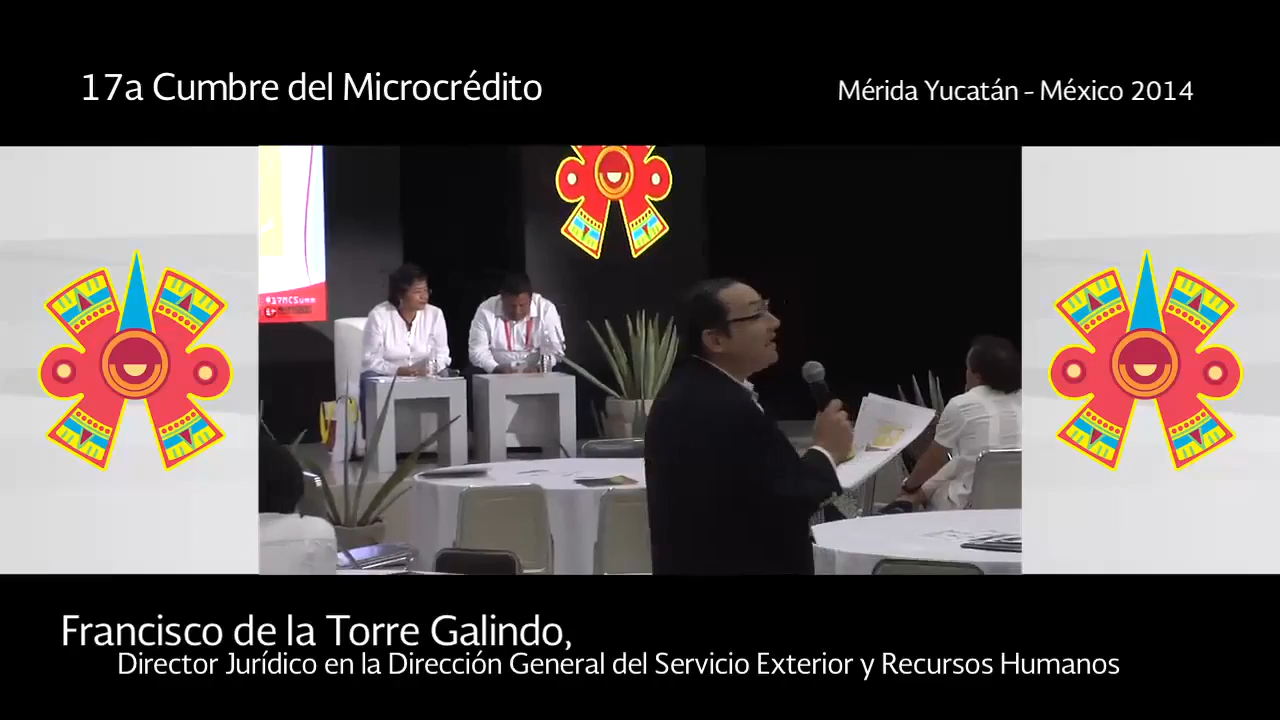 17a Cumbre del Microcrédito
Mérida Yucatán - México 2014
#17MCSumm
Francisco de la Torre Galindo,
Director Jurídico en la Dirección General del Servicio Exterior y Recursos Humanos